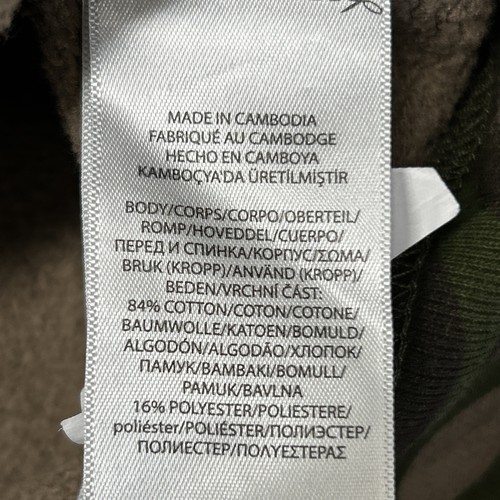 MADE IN CAMBODIA
FABRIQUÉ AU CAMBODGE
HECHO EN CAMBOYA
KAMBOÇYA'DA ÜRETİLMİŞTİR
BODY/CORPS/CORPO/OBERTEIL/
ROMP/HOVEDDEL/CUERPO/
ПЕРЕД И СПИНКА/КОРПУС/ΣΩΜΑ/
BRUK (KROPP)/ANVÄND (KROPP)/
BEDEN/VRCHNÍ ČÁST:
84% COTTON/COTON/COTONE/
BAUMWOLLE/KATOEN/BOMULD/
ALGODÓN/ALGODÃO/ХЛОПОК/
ПАМУК/ΒΑΜΒΑΚΙ/BOMULL/
PAMUK/BAVLNA
16% POLYESTER/POLIESTERE/
poliéster/POLIÉSTER/ПОЛИЭСТЕР/
ПОЛИЕСТЕР/ΠΟΛΥΕΣΤΕΡΑΣ